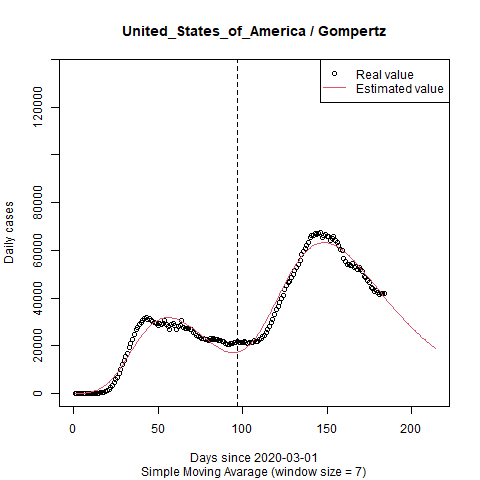 United_States_of_America / Gompertz
Real value
Estimated value
Daily cases
0
20000
40000
60000
80000
120000
0
50
100
150
200
Days since 2020-03-01
Simple Moving Avarage (window size = 7)